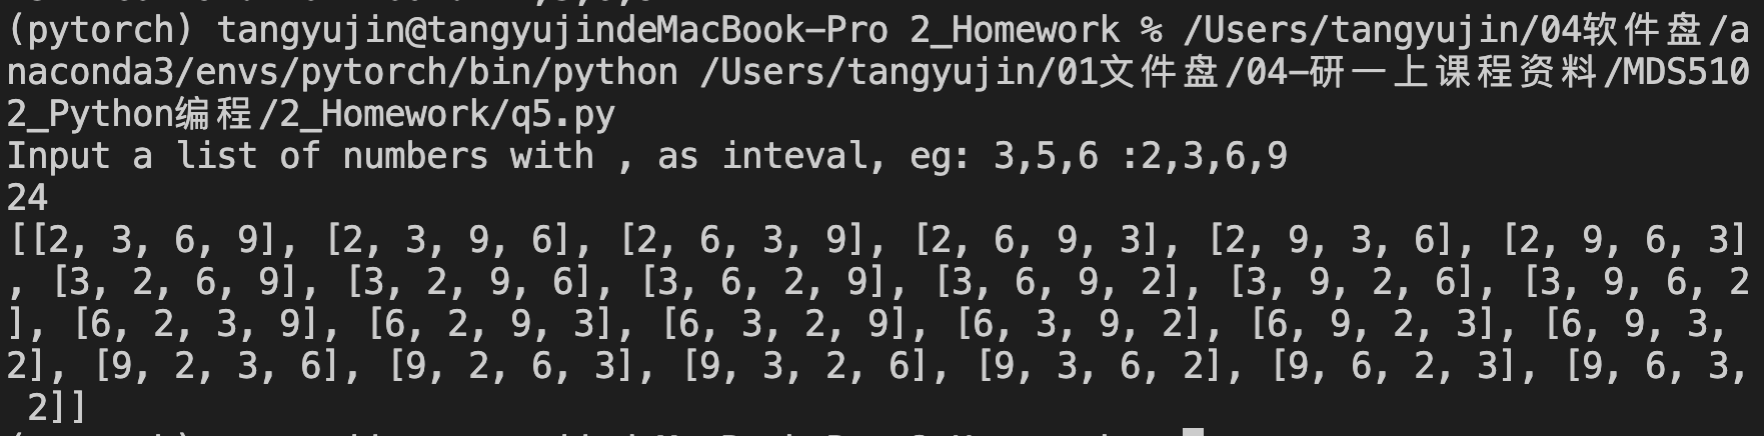 (pytorch) tangyujin@tangyujindeMacBook-Pro 2_Homework % /Users/tangyujin/04软件盘/a
naconda3/envs/pytorch/bin/python /Users/tangyujin/01文件盘/04-研一上课程资料/MDS510
2_Python编程/2_Homework/q5.py
Input a list of numbers with , as inteval, eg: 3,5,6 :2,3,6,9
24
[[2, 3, 6, 9], [2, 3, 9, 6], [2, 6, 3, 9], [2, 6, 9, 3], [2, 9, 3, 6], [2, 9, 6, 3]
, [3, 2, 6, 9], [3, 2, 9, 6], [3, 6, 2, 9], [3, 6, 9, 2], [3, 9, 2, 6], [3, 9, 6, 2
], [6, 2, 3, 9], [6, 2, 9, 3], [6, 3, 2, 9], [6, 3, 9, 2], [6, 9, 2, 3], [6, 9, 3,
2], [9, 2, 3, 6], [9, 2, 6, 3], [9, 3, 2, 6], [9, 3, 6, 2], [9, 6, 2, 3], [9, 6, 3,
 2]]